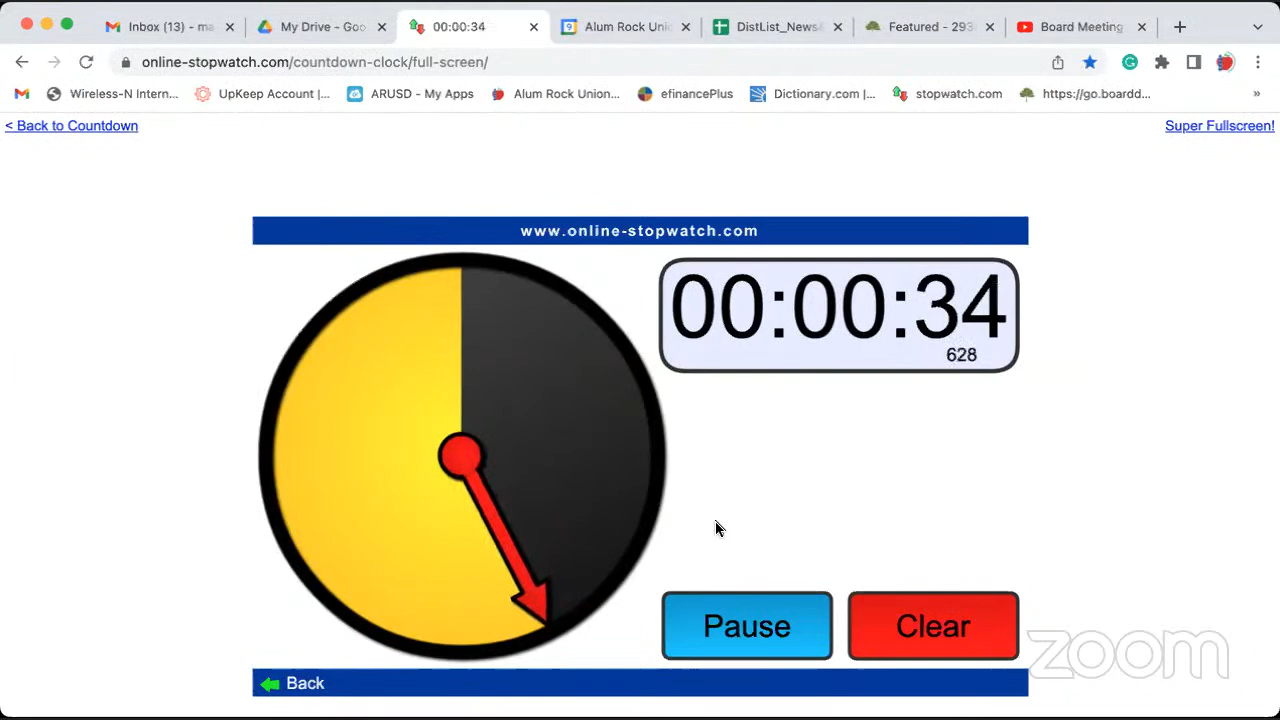 Inbox (13) - ma
My Drive - Goo
00:00:34
Alum Rock Unio
DistList_News&
Featured - 293
Board Meeting
online-stopwatch.com/countdown-clock/full-screen/
Wireless-N Intern...
UpKeep Account |...
ARUSD - My Apps
Alum Rock Union...
efinancePlus
Dictionary.com |...
stopwatch.com
https://go.boardd...
»
< Back to Countdown
Super Fullscreen!
www.online-stopwatch.com
00:00:34
628
Pause
Clear
zoom
Back